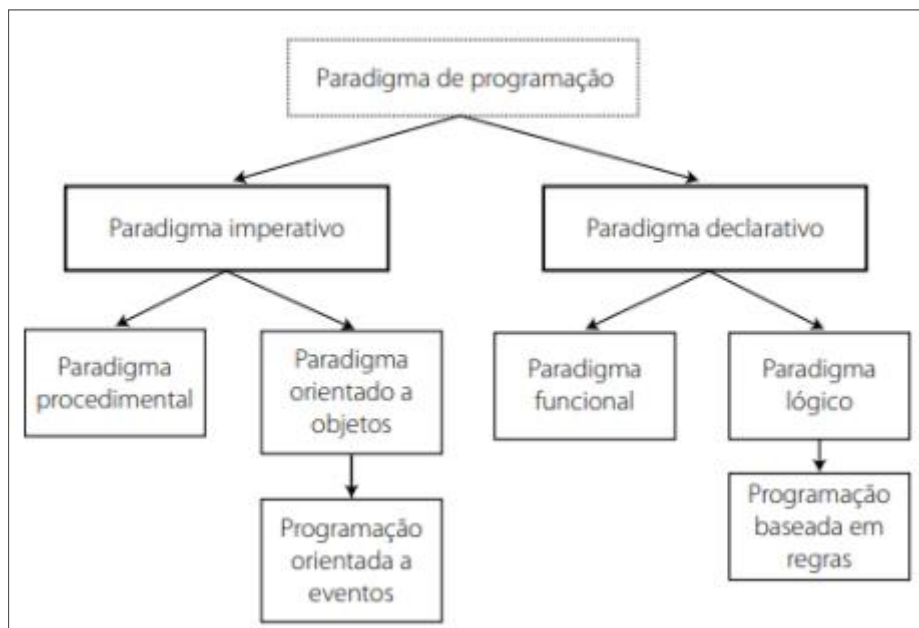 Paradigma de programação
Paradigma imperativo
Paradigma declarativo
Paradigma
procedimental
Paradigma
orientado a
objetos
Paradigma
funcional
Paradigma
lógico
Programação
orientada a
eventos
Programação
baseada em
regras